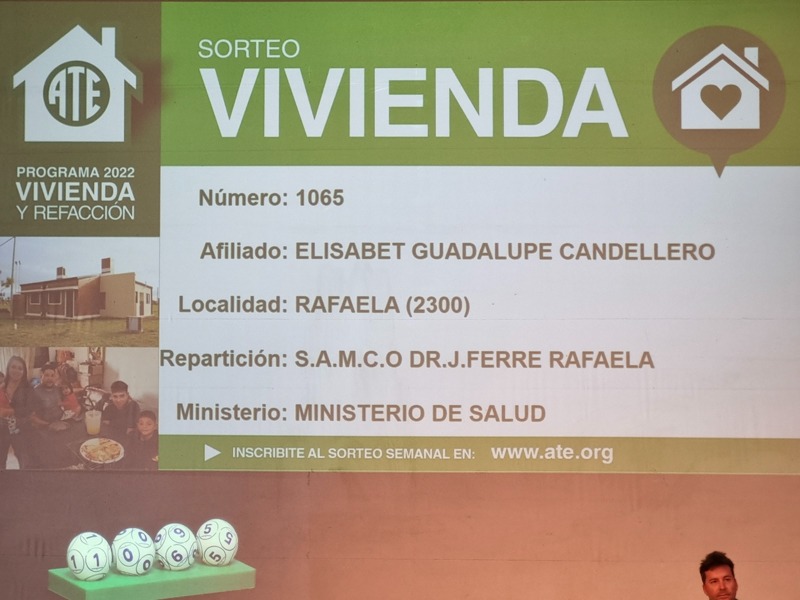 ATE
PROGRAMA 2022
VIVIENDA
Y REFACCIÓN
SORTEO
VIVIENDA
Número: 1065
Afiliado: ELISABET GUADALUPE CANDELLERO
Localidad: RAFAELA (2300)
Repartición: S.A.M.C.O DR.J.FERRE RAFAELA
Ministerio: MINISTERIO DE SALUD
INSCRIBITE AL SORTEO SEMANAL EN: www.ate.org
1 0 6 5